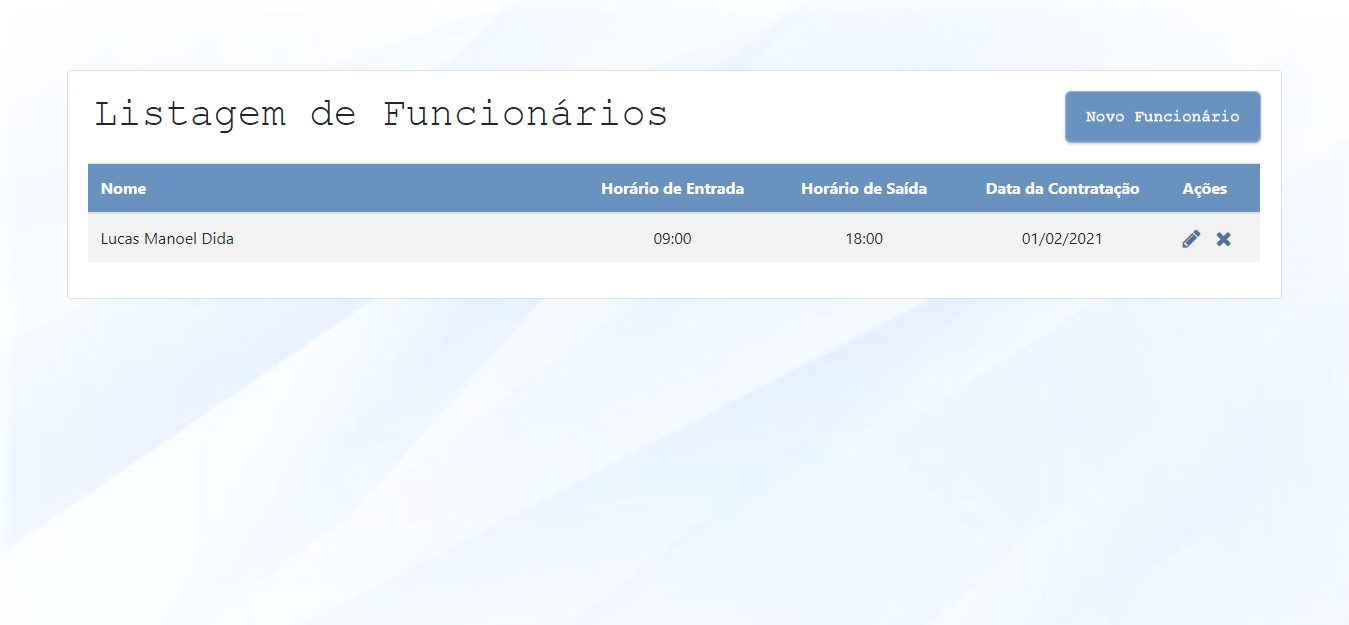 Listagem de Funcionários
Novo Funcionário
Nome Horário de Entrada Horário de Saída Data da Contratação Ações
Lucas Manoel Dida 09:00 18:00 01/02/2021